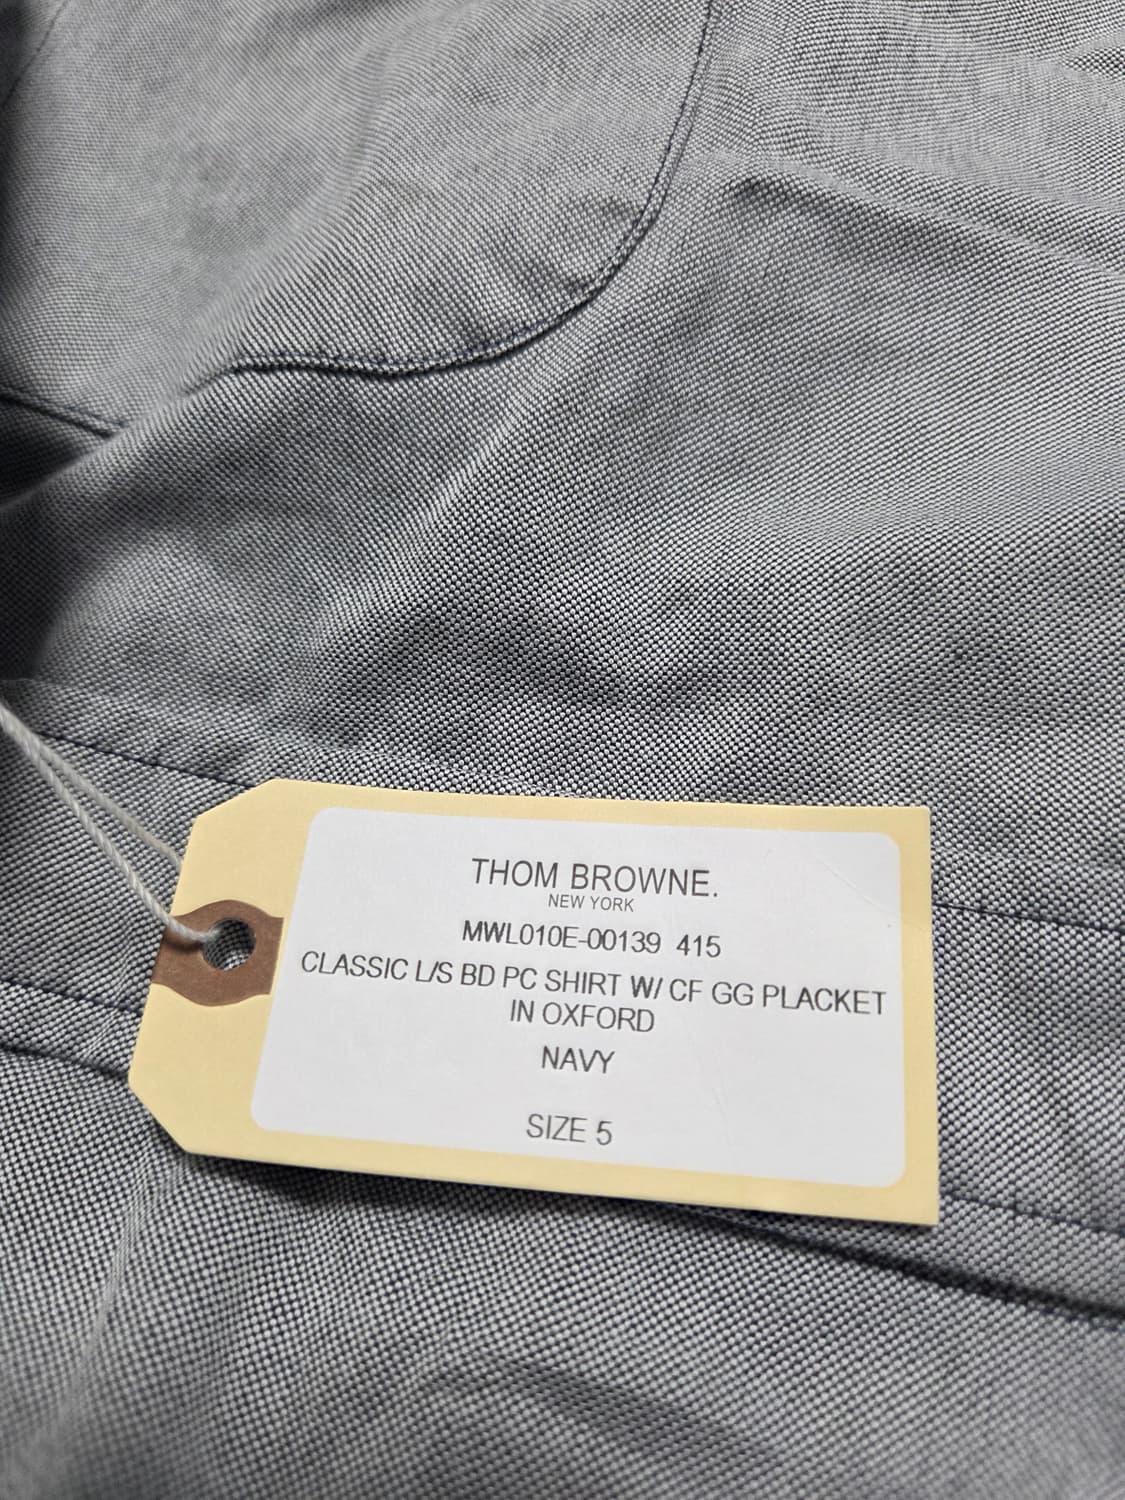 THOM BROWNE.
NEW YORK
MWL010E-00139 415
CLASSIC L/S BD PC SHIRT W/ CF GG PLACKET
IN OXFORD
NAVY
SIZE 5